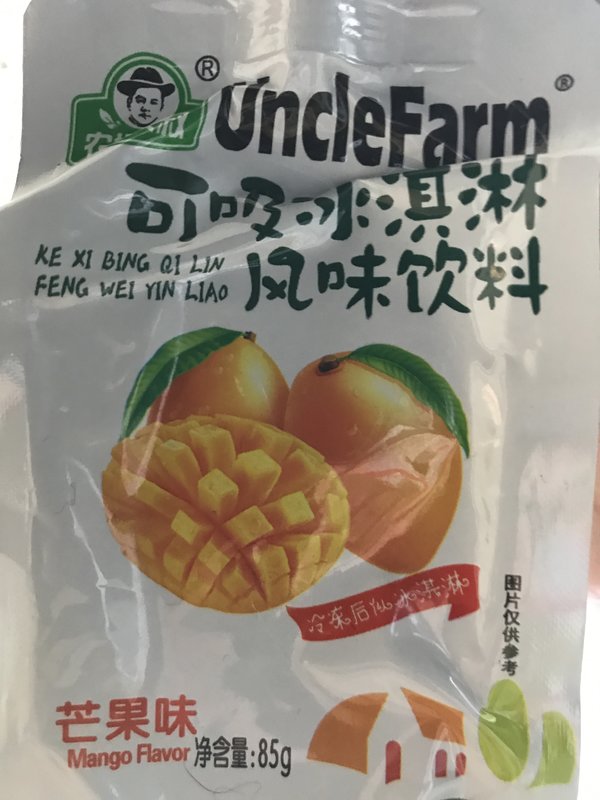 ®
UncleFarm®
可吸冰淇淋
KE XI BING QI LIN
FENG WEI YIN LIAO
风味饮料
冷冻后似冰淇淋
图片仅供参考
芒果味
Mango Flavor
净含量:85g